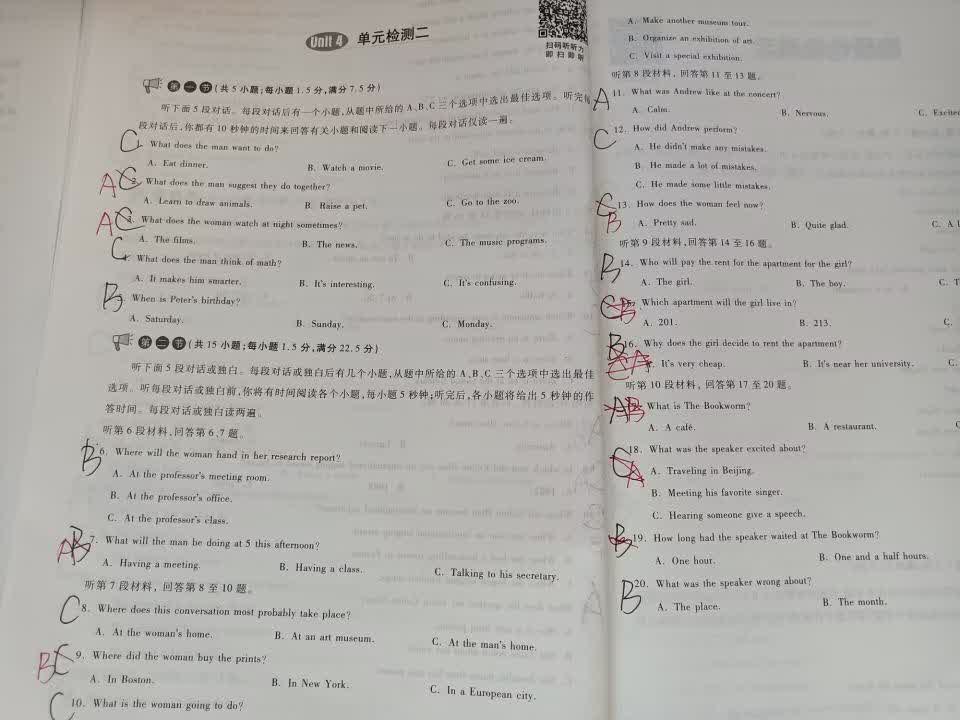 Unit 4 单元检测二
扫码听听力
即扫即听
第一节 (共5小题;每小题1.5分,满分7.5分)
听下面5段对话。每段对话后有一个小题,从题中所给的A、B、C三个选项中选出最佳选项。听完每
段对话后,你都有10秒钟的时间来回答有关小题和阅读下一小题。每段对话仅读一遍。
C 1. What does the man want to do?
A. Eat dinner. B. Watch a movie. C. Get some ice cream.
A C 2. What does the man suggest they do together?
A. Learn to draw animals. B. Raise a pet. C. Go to the zoo.
A C 3. What does the woman watch at night sometimes?
A. The films. B. The news. C. The music programs.
C 4. What does the man think of math?
A. It makes him smarter. B. It's interesting. C. It's confusing.
B 5. When is Peter's birthday?
A. Saturday. B. Sunday. C. Monday.
第二节 (共15小题;每小题1.5分,满分22.5分)
听下面5段对话或独白。每段对话或独白后有几个小题,从题中所给的A、B、C三个选项中选出最佳
选项。听每段对话或独白前,你将有时间阅读各个小题,每小题5秒钟;听完后,各小题将给出5秒钟的作
答时间。每段对话或独白读两遍。
听第6段材料,回答第6、7题。
B 6. Where will the woman hand in her research report?
A. At the professor's meeting room.
B. At the professor's office.
C. At the professor's class.
A B 7. What will the man be doing at 5 this afternoon?
A. Having a meeting. B. Having a class. C. Talking to his secretary.
听第7段材料,回答第8至10题。
C 8. Where does this conversation most probably take place?
A. At the woman's home. B. At an art museum. C. At the man's home.
B C 9. Where did the woman buy the prints?
A. In Boston. B. In New York. C. In a European city.
C 10. What is the woman going to do?
A. Make another museum tour.
B. Organize an exhibition of art.
C. Visit a special exhibition.
听第8段材料,回答第11至13题。
A 11. What was Andrew like at the concert?
A. Calm. B. Nervous. C. Excited
C 12. How did Andrew perform?
A. He didn't make any mistakes.
B. He made a lot of mistakes.
C. He made some little mistakes.
C B 13. How does the woman feel now?
A. Pretty sad. B. Quite glad. C. A
听第9段材料,回答第14至16题。
B 14. Who will pay the rent for the apartment for the girl?
A. The girl. B. The boy. C. T
C B 15. Which apartment will the girl live in?
A. 201. B. 213. C.
B 16. Why does the girl decide to rent the apartment?
C A A. It's very cheap. B. It's near her university. C.
听第10段材料,回答第17至20题。
A B What is The Bookworm?
A. A café. B. A restaurant. C
C A 18. What was the speaker excited about?
A. Traveling in Beijing.
B. Meeting his favorite singer.
C. Hearing someone give a speech.
B 19. How long had the speaker waited at The Bookworm?
A. One hour. B. One and a half hours.
B 20. What was the speaker wrong about?
A. The place. B. The month.